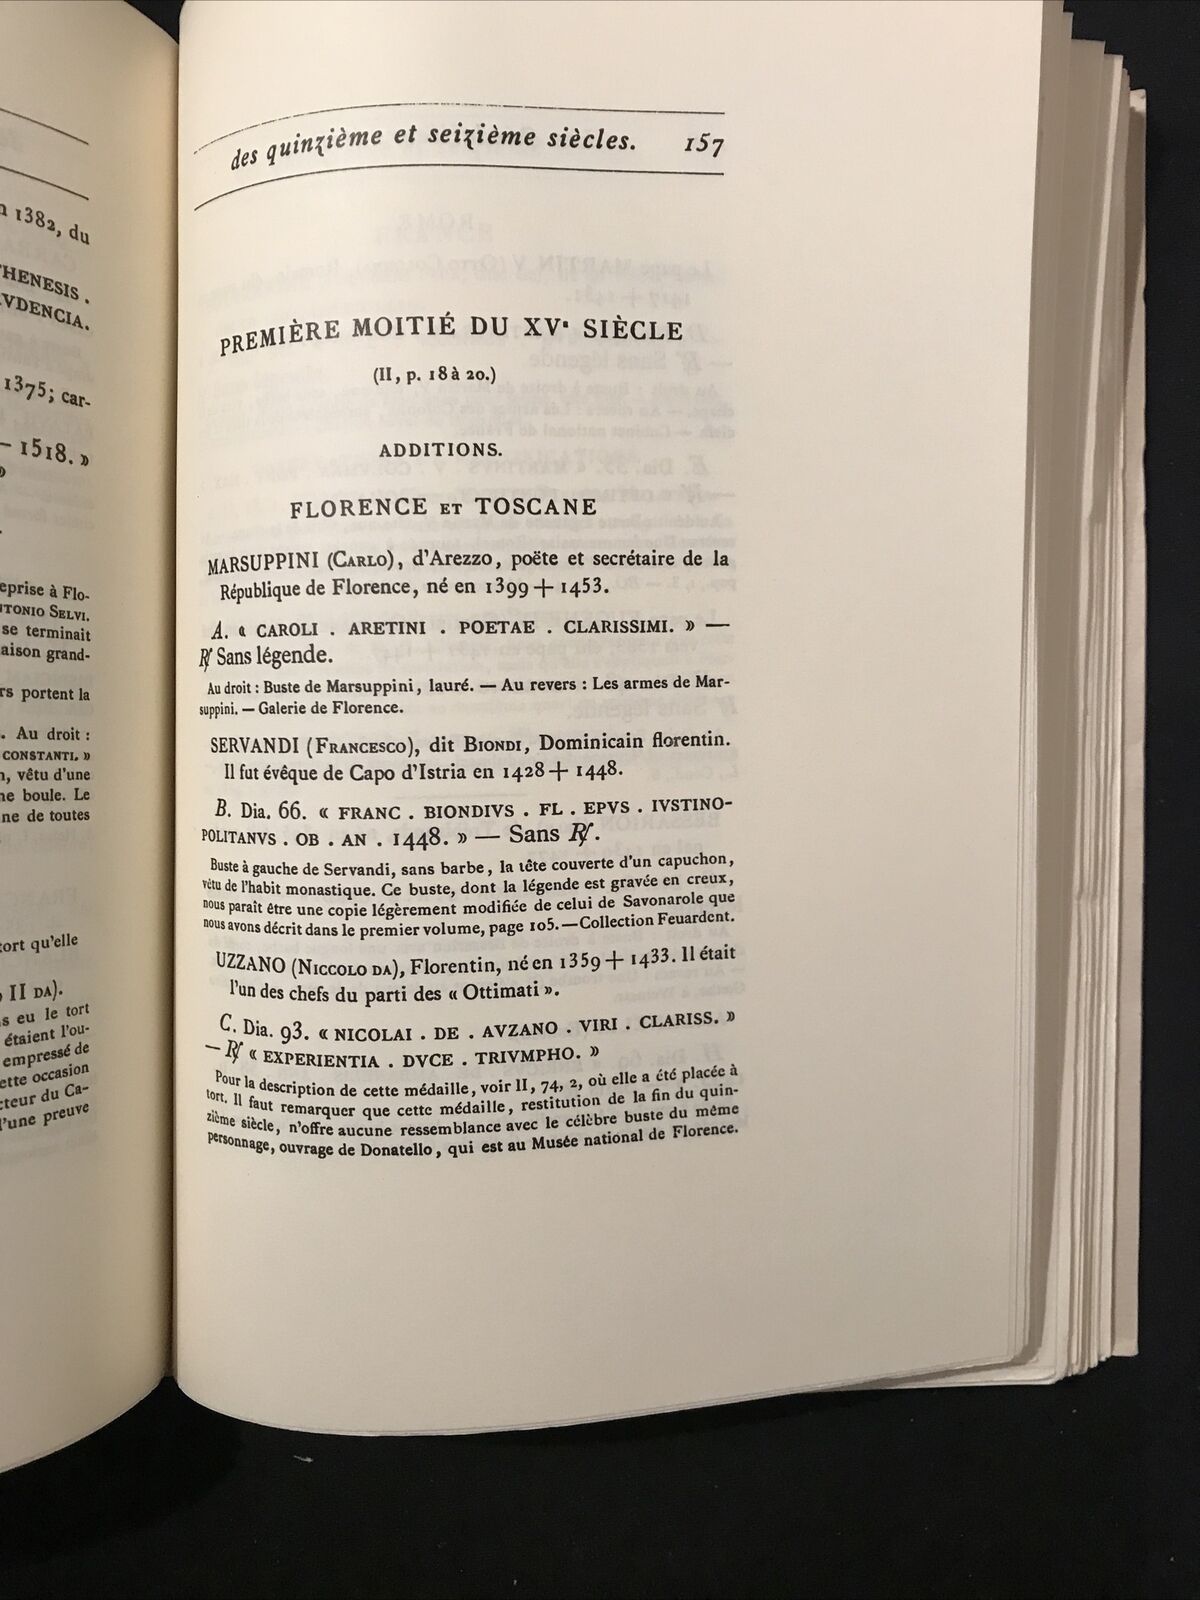 1382, du
THENESIS .
VDENCIA.
1375; car-
— 1518. »
»
eprise à Flo-
TONIO SELVI.
se terminait
aison grand-
rs portent la
. Au droit :
CONSTANTI. »
, vêtu d'une
ne boule. Le
ne de toutes
tort qu'elle
II DA).
s eu le tort
étaient l'ou-
empressé de
ette occasion
cteur du Ca-
l'une preuve
des quinzième et seizième siècles. 157
PREMIÈRE MOITIÉ DU XVe SIÈCLE
(II, p. 18 à 20.)
ADDITIONS.
FLORENCE ET TOSCANE
MARSUPPINI (CARLO), d'Arezzo, poëte et secrétaire de la
République de Florence, né en 1399 + 1453.
A. « CAROLI . ARETINI . POETAE . CLARISSIMI. » —
R⁄ Sans légende.
Au droit : Buste de Marsuppini, lauré. — Au revers : Les armes de Mar-
suppini. — Galerie de Florence.
SERVANDI (FRANCESCO), dit BIONDI, Dominicain florentin.
Il fut évêque de Capo d'Istria en 1428 + 1448.
B. Dia. 66. « FRANC . BIONDIVS . FL . EPVS . IVSTINO-
POLITANVS . OB . AN . 1448. » — Sans R⁄.
Buste à gauche de Servandi, sans barbe, la tête couverte d'un capuchon,
vêtu de l'habit monastique. Ce buste, dont la légende est gravée en creux,
nous paraît être une copie légèrement modifiée de celui de Savonarole que
nous avons décrit dans le premier volume, page 105. — Collection Feuardent.
UZZANO (NICCOLO DA), Florentin, né en 1359 + 1433. Il était
l'un des chefs du parti des « Ottimati ».
C. Dia. 93. « NICOLAI . DE . AVZANO . VIRI . CLARISS. »
— R⁄ « EXPERIENTIA . DVCE . TRIVMPHO. »
Pour la description de cette médaille, voir II, 74, 2, où elle a été placée à
tort. Il faut remarquer que cette médaille, restitution de la fin du quin-
zième siècle, n'offre aucune ressemblance avec le célèbre buste du même
personnage, ouvrage de Donatello, qui est au Musée national de Florence.